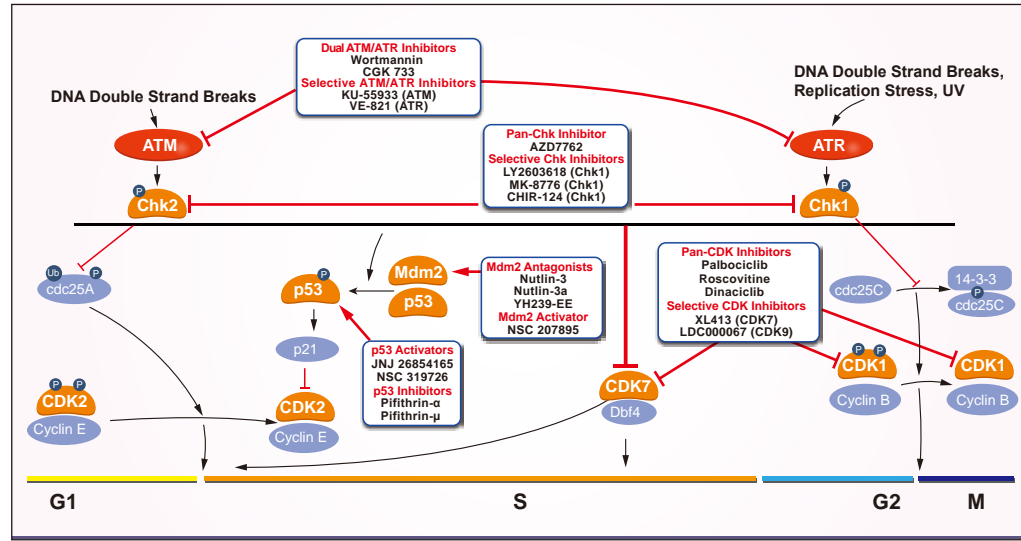 Dual ATM/ATR Inhibitors
Wortmannin
CGK 733
Selective ATM/ATR Inhibitors
KU-55933 (ATM)
VE-821 (ATR)
DNA Double Strand Breaks
DNA Double Strand Breaks,
Replication Stress, UV
ATM
ATR
Pan-Chk Inhibitor
AZD7762
Selective Chk Inhibitors
LY2603618 (Chk1)
MK-8776 (Chk1)
CHIR-124 (Chk1)
P
Chk2
P
Chk1
Ub
P
cdc25A
P
p53
Mdm2
p53
Mdm2 Antagonists
Nutlin-3
Nutlin-3a
YH239-EE
Mdm2 Activator
NSC 207895
Pan-CDK Inhibitors
Palbociclib
Roscovitine
Dinaciclib
Selective CDK Inhibitors
XL413 (CDK7)
LDC000067 (CDK9)
cdc25C
14-3-3
P
cdc25C
p21
p53 Activators
JNJ 26854165
NSC 319726
p53 Inhibitors
Pifithrin-α
Pifithrin-μ
P P
CDK2
Cyclin E
CDK2
Cyclin E
CDK7
Dbf4
P P
CDK1
Cyclin B
CDK1
Cyclin B
G1
S
G2
M